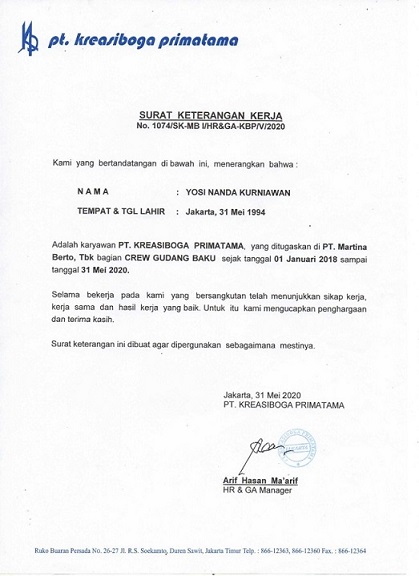 pt. kreasiboga primatama
SURAT KETERANGAN KERJA
No. 1074/SK-MB I/HR&GA-KBP/V/2020
Kami yang bertandatangan di bawah ini, menerangkan bahwa :
N A M A : YOSI NANDA KURNIAWAN
TEMPAT & TGL LAHIR : Jakarta, 31 Mei 1994
Adalah karyawan PT. KREASIBOGA PRIMATAMA, yang ditugaskan di PT. Martina
Berto, Tbk bagian CREW GUDANG BAKU sejak tanggal 01 Januari 2018 sampai
tanggal 31 Mei 2020.
Selama bekerja pada kami yang bersangkutan telah menunjukkan sikap kerja,
kerja sama dan hasil kerja yang baik. Untuk itu kami mengucapkan penghargaan
dan terima kasih.
Surat keterangan ini dibuat agar dipergunakan sebagaimana mestinya.
Jakarta, 31 Mei 2020
PT. KREASIBOGA PRIMATAMA
Arif Hasan Ma'arif
HR & GA Manager
Ruko Buaran Persada No. 26-27 Jl. R.S. Soekamto, Duren Sawit, Jakarta Timur Telp. : 866-12363, 866-12360 Fax. : 866-12364